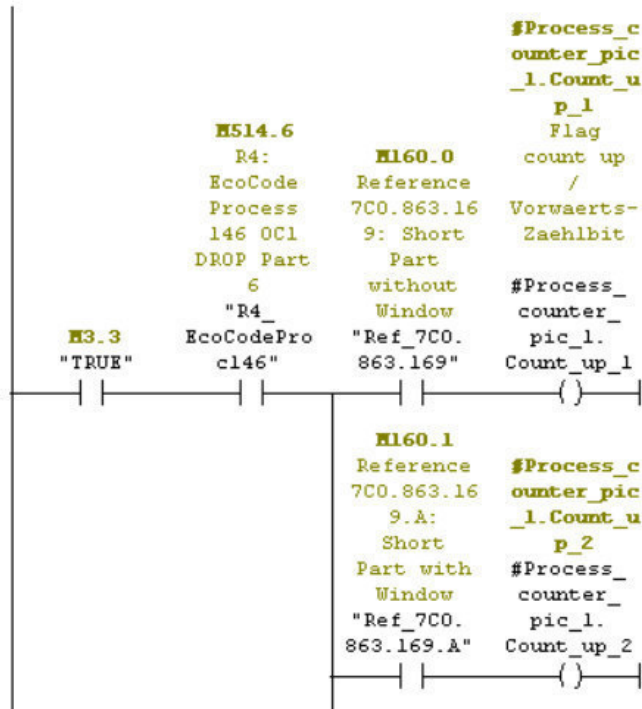 #Process_c
ounter_pic
_1.Count_u
p_1
Flag
count up
/
Vorwaerts-
Zaehlbit
#Process_
counter_
pic_1.
Count_up_1
M514.6
R4:
EcoCode
Process
146 OC1
DROP Part
6
"R4_
EcoCodePro
c146"
M160.0
Reference
7C0.863.16
9: Short
Part
without
Window
"Ref_7C0.
863.169"
M3.3
"TRUE"
M160.1
Reference
7C0.863.16
9.A:
Short
Part with
Window
"Ref_7C0.
863.169.A"
#Process_c
ounter_pic
_1.Count_u
p_2
#Process_
counter_
pic_1.
Count_up_2